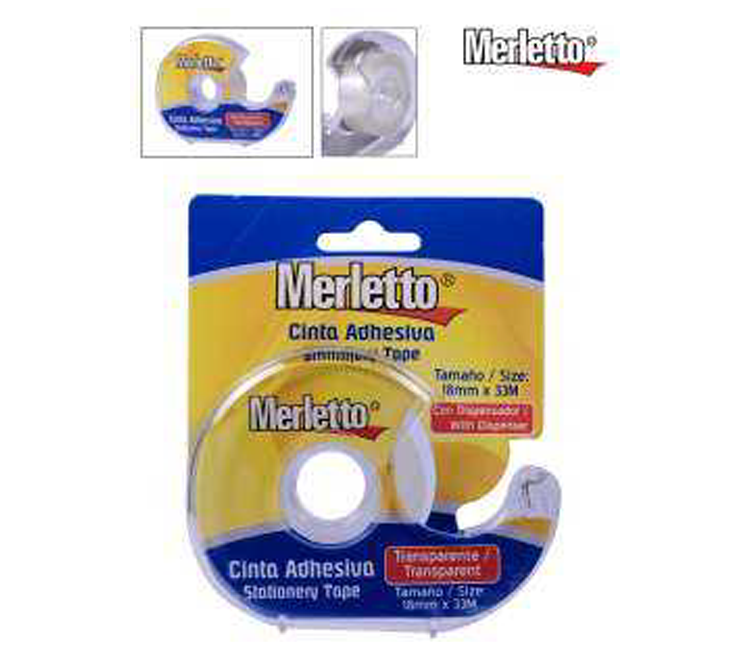 Merletto
Merletto®
Cinta Adhesiva
Merletto®
Cinta Adhesiva
Stationery Tape
Tamaño / Size:
18mm x 33M
Con Dispensador /
With Dispenser
Merletto®
Cinta Adhesiva
Stationery Tape
Transparente /
Transparent
Tamaño / Size
18mm x 33M